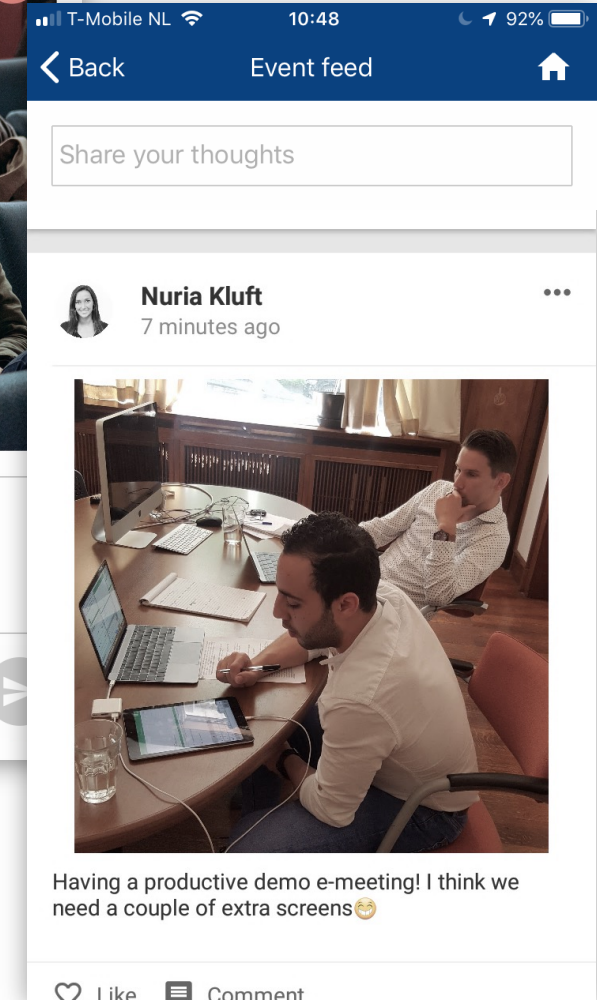 T-Mobile NL 10:48 92%
Back Event feed
Share your thoughts
Nuria Kluft
7 minutes ago
Having a productive demo e-meeting! I think we
need a couple of extra screens😁
Like Comment